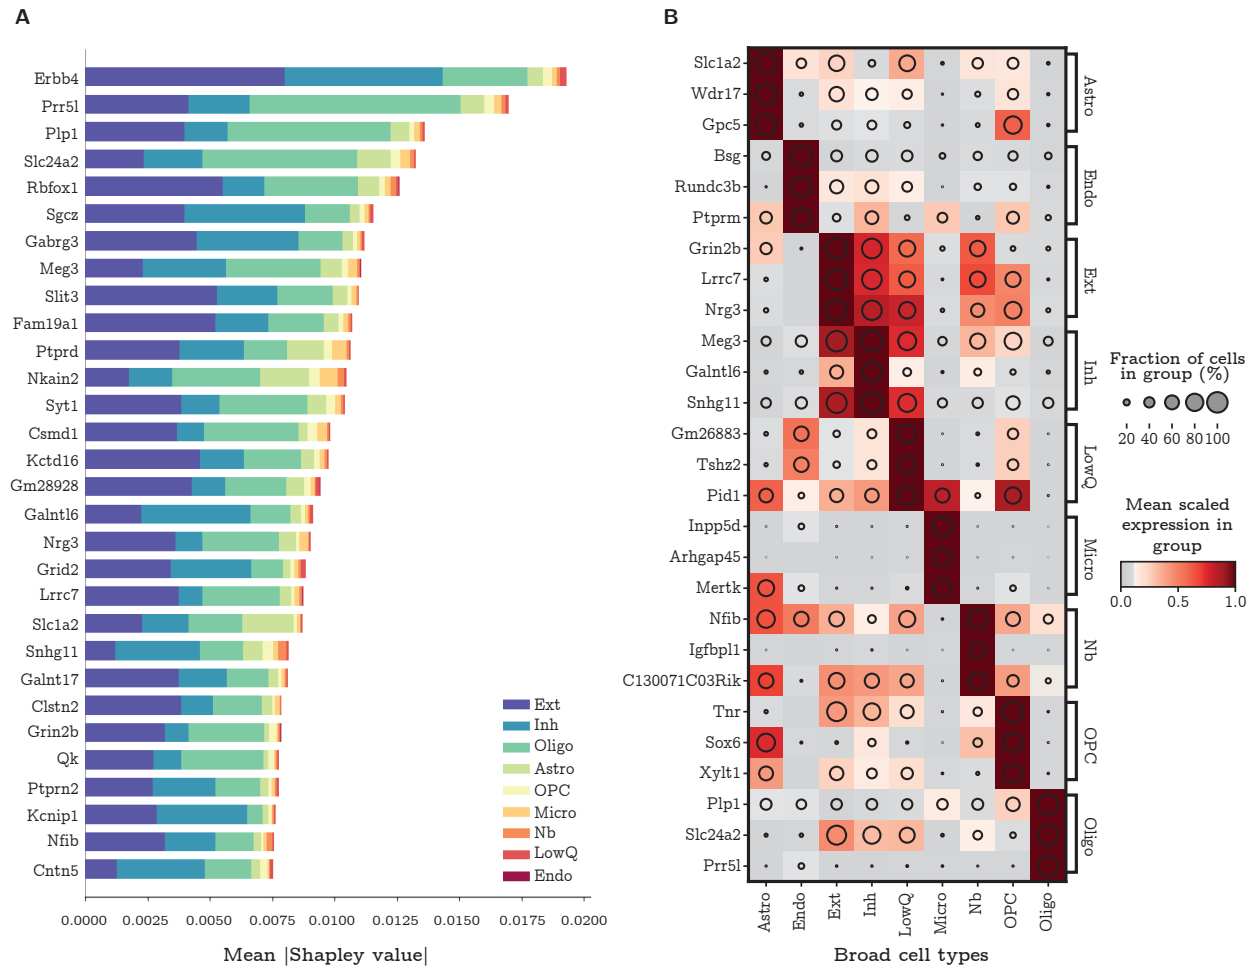 A
Erbb4
Prr5l
Plp1
Slc24a2
Rbfox1
Sgcz
Gabrg3
Meg3
Slit3
Fam19a1
Ptprd
Nkain2
Syt1
Csmd1
Kctd16
Gm28928
Galntl6
Nrg3
Grid2
Lrrc7
Slc1a2
Snhg11
Galnt17
Clstn2
Grin2b
Qk
Ptprn2
Kcnip1
Nfib
Cntn5
Ext
Inh
Oligo
Astro
OPC
Micro
Nb
LowQ
Endo
0.0000 0.0025 0.0050 0.0075 0.0100 0.0125 0.0150 0.0175 0.0200
Mean |Shapley value|
B
Slc1a2
Wdr17
Gpc5
Bsg
Rundc3b
Ptprm
Grin2b
Lrrc7
Nrg3
Meg3
Galntl6
Snhg11
Gm26883
Tshz2
Pid1
Inpp5d
Arhgap45
Mertk
Nfib
Igfbpl1
C130071C03Rik
Tnr
Sox6
Xylt1
Plp1
Slc24a2
Prr5l
Astro
Endo
Ext
Inh
LowQ
Micro
Nb
OPC
Oligo
Astro
Endo
Ext
Inh
LowQ
Micro
Nb
OPC
Oligo
Broad cell types
Fraction of cells
in group (%)
20 40 60 80 100
Mean scaled
expression in
group
0.0 0.5 1.0